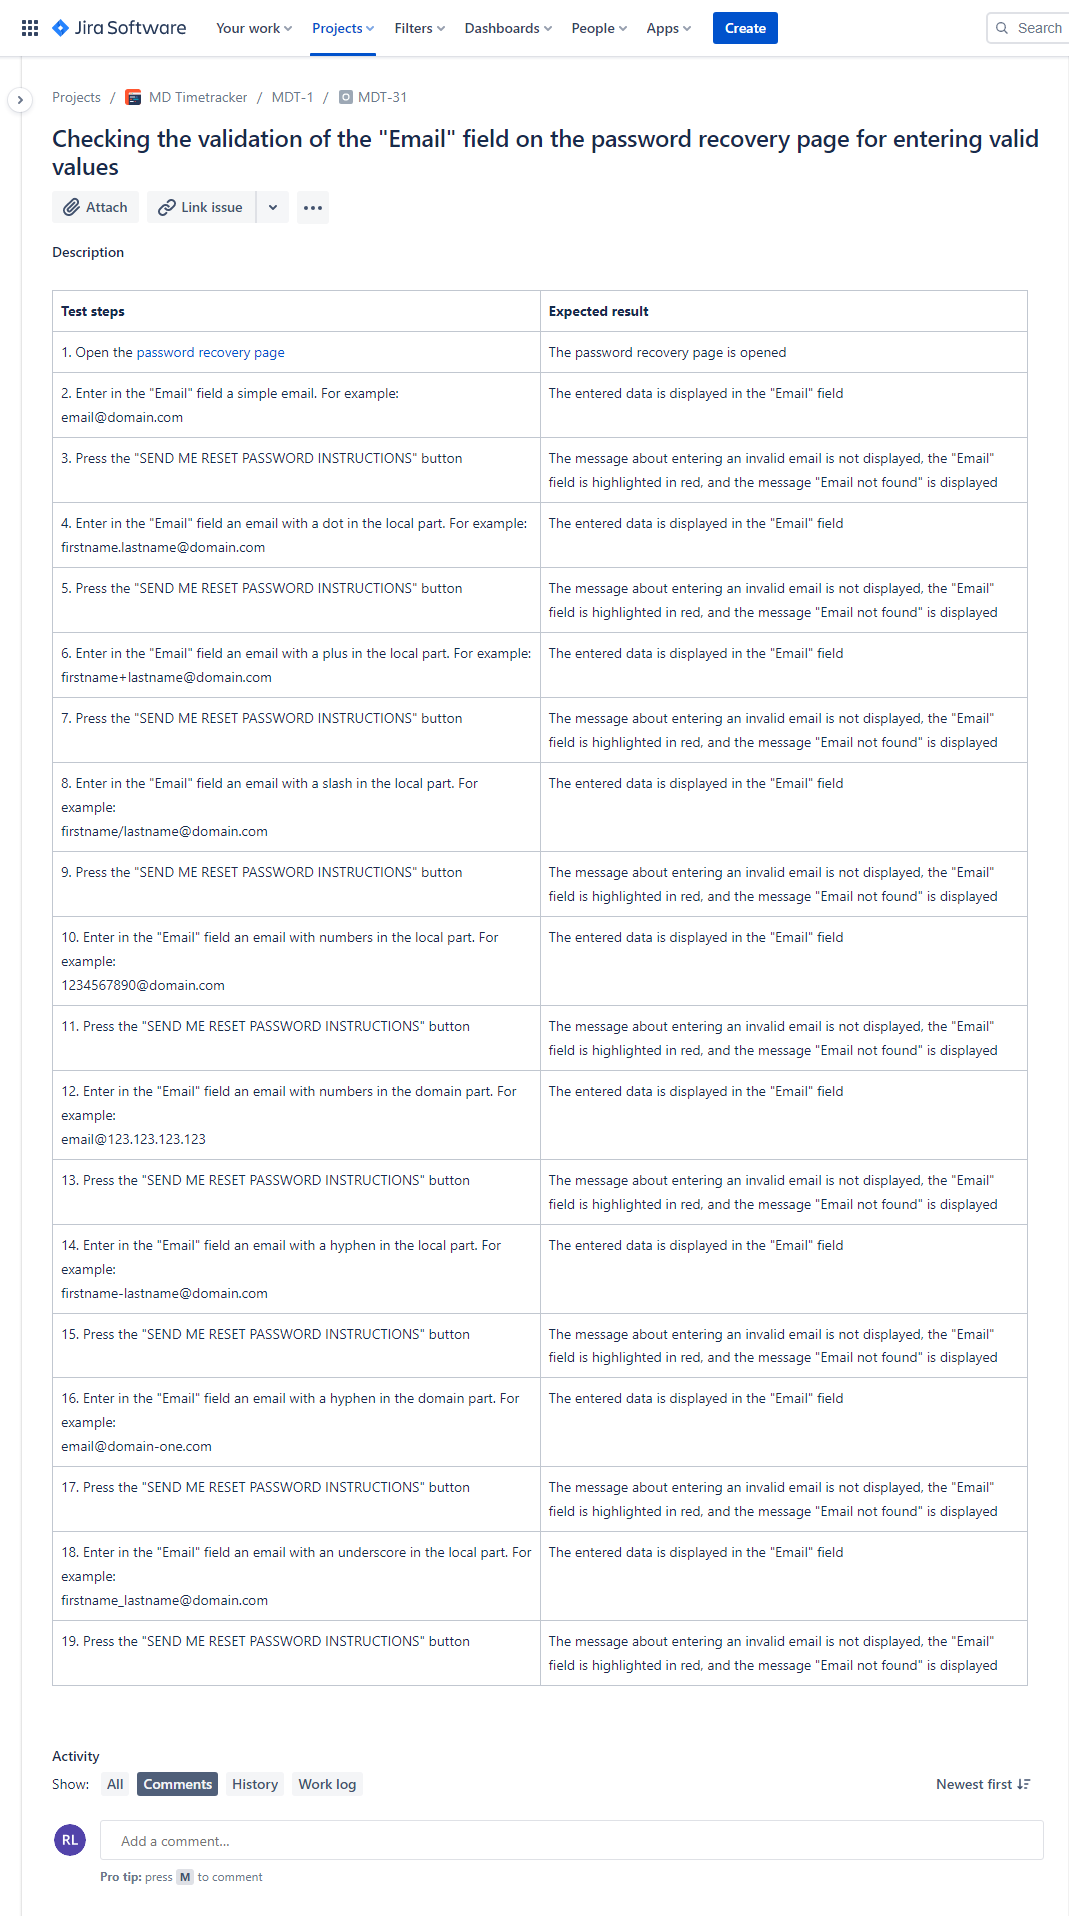 Jira Software Your work Projects Filters Dashboards People Apps Create Search
Projects / MD Timetracker / MDT-1 / MDT-31
Checking the validation of the "Email" field on the password recovery page for entering valid
values
Attach Link issue
Description
Test steps Expected result
1. Open the password recovery page The password recovery page is opened
2. Enter in the "Email" field a simple email. For example: The entered data is displayed in the "Email" field
email@domain.com
3. Press the "SEND ME RESET PASSWORD INSTRUCTIONS" button The message about entering an invalid email is not displayed, the "Email"
field is highlighted in red, and the message "Email not found" is displayed
4. Enter in the "Email" field an email with a dot in the local part. For example: The entered data is displayed in the "Email" field
firstname.lastname@domain.com
5. Press the "SEND ME RESET PASSWORD INSTRUCTIONS" button The message about entering an invalid email is not displayed, the "Email"
field is highlighted in red, and the message "Email not found" is displayed
6. Enter in the "Email" field an email with a plus in the local part. For example: The entered data is displayed in the "Email" field
firstname+lastname@domain.com
7. Press the "SEND ME RESET PASSWORD INSTRUCTIONS" button The message about entering an invalid email is not displayed, the "Email"
field is highlighted in red, and the message "Email not found" is displayed
8. Enter in the "Email" field an email with a slash in the local part. For The entered data is displayed in the "Email" field
example:
firstname/lastname@domain.com
9. Press the "SEND ME RESET PASSWORD INSTRUCTIONS" button The message about entering an invalid email is not displayed, the "Email"
field is highlighted in red, and the message "Email not found" is displayed
10. Enter in the "Email" field an email with numbers in the local part. For The entered data is displayed in the "Email" field
example:
1234567890@domain.com
11. Press the "SEND ME RESET PASSWORD INSTRUCTIONS" button The message about entering an invalid email is not displayed, the "Email"
field is highlighted in red, and the message "Email not found" is displayed
12. Enter in the "Email" field an email with numbers in the domain part. For The entered data is displayed in the "Email" field
example:
email@123.123.123.123
13. Press the "SEND ME RESET PASSWORD INSTRUCTIONS" button The message about entering an invalid email is not displayed, the "Email"
field is highlighted in red, and the message "Email not found" is displayed
14. Enter in the "Email" field an email with a hyphen in the local part. For The entered data is displayed in the "Email" field
example:
firstname-lastname@domain.com
15. Press the "SEND ME RESET PASSWORD INSTRUCTIONS" button The message about entering an invalid email is not displayed, the "Email"
field is highlighted in red, and the message "Email not found" is displayed
16. Enter in the "Email" field an email with a hyphen in the domain part. For The entered data is displayed in the "Email" field
example:
email@domain-one.com
17. Press the "SEND ME RESET PASSWORD INSTRUCTIONS" button The message about entering an invalid email is not displayed, the "Email"
field is highlighted in red, and the message "Email not found" is displayed
18. Enter in the "Email" field an email with an underscore in the local part. For The entered data is displayed in the "Email" field
example:
firstname_lastname@domain.com
19. Press the "SEND ME RESET PASSWORD INSTRUCTIONS" button The message about entering an invalid email is not displayed, the "Email"
field is highlighted in red, and the message "Email not found" is displayed
Activity
Show: All Comments History Work log Newest first
RL Add a comment...
Pro tip: press M to comment